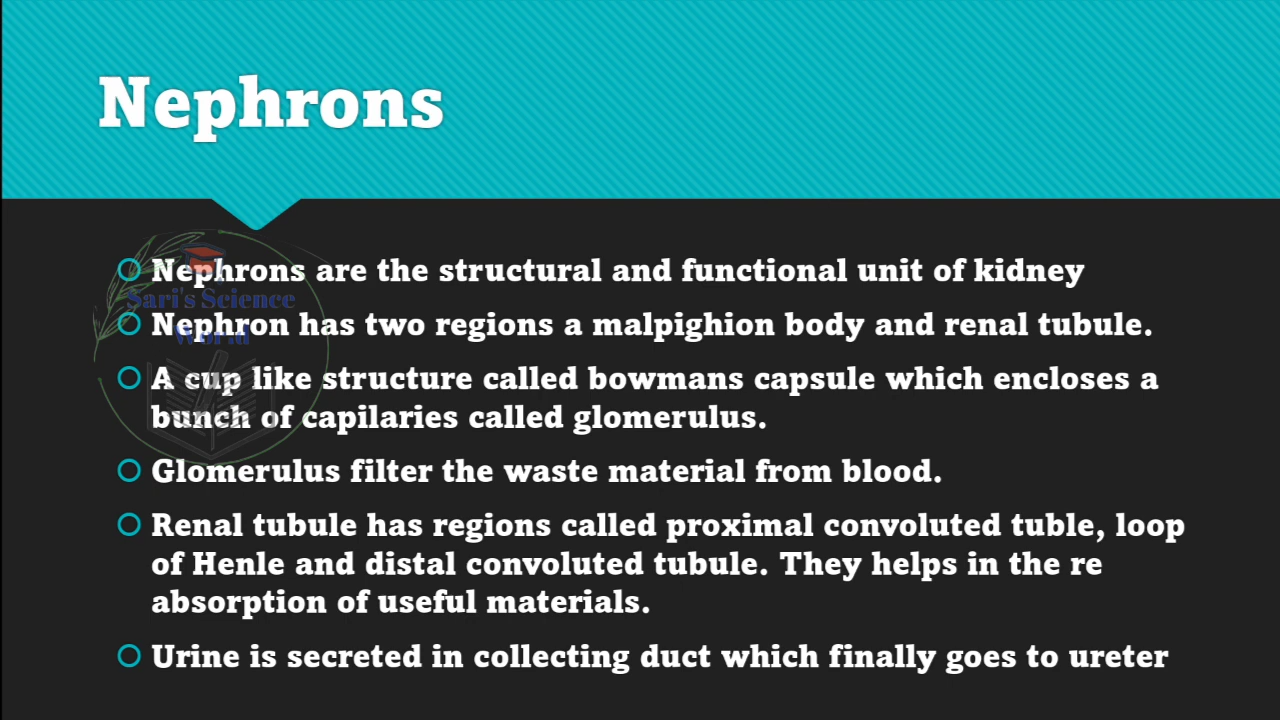 Nephrons
Nephrons are the structural and functional unit of kidney
Sari's Science
Nephron has two regions a malpighion body and renal tubule.
World
A cup like structure called bowmans capsule which encloses a
bunch of capilaries called glomerulus.
Glomerulus filter the waste material from blood.
Renal tubule has regions called proximal convoluted tuble, loop
of Henle and distal convoluted tubule. They helps in the re
absorption of useful materials.
Urine is secreted in collecting duct which finally goes to ureter